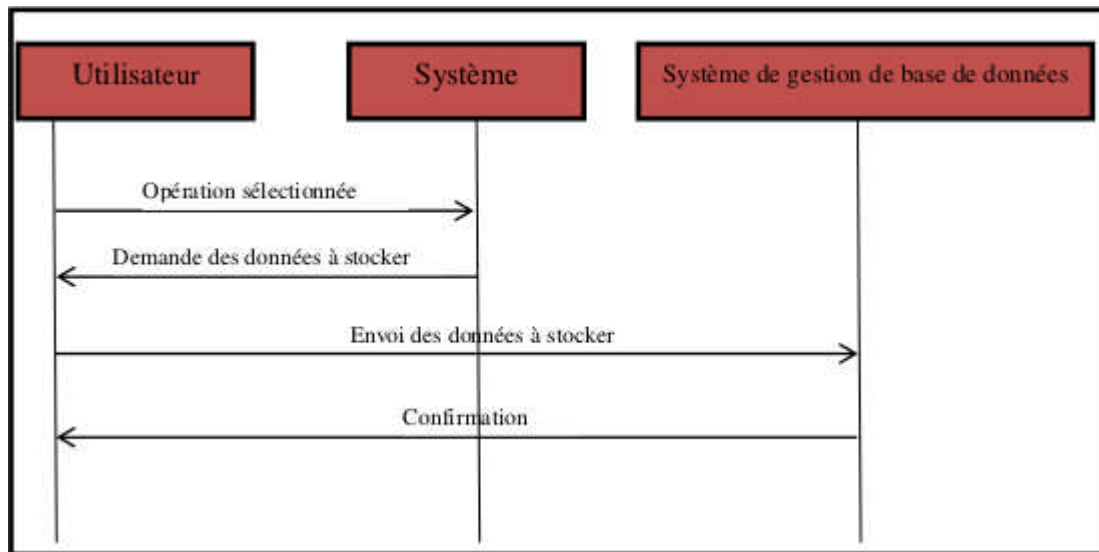 Utilisateur
Système
Système de gestion de base de données
Opération sélectionnée
Demande des données à stocker
Envoi des données à stocker
Confirmation